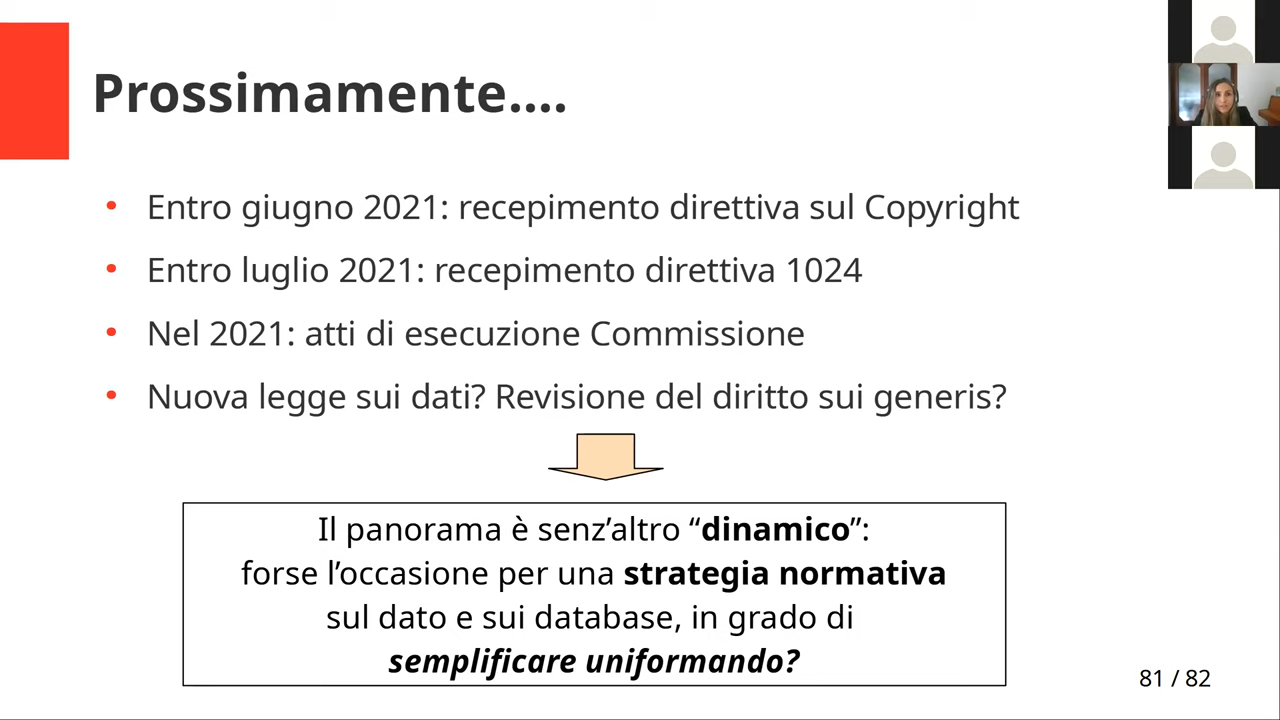 Prossimamente....
Entro giugno 2021: recepimento direttiva sul Copyright
Entro luglio 2021: recepimento direttiva 1024
Nel 2021: atti di esecuzione Commissione
Nuova legge sui dati? Revisione del diritto sui generis?
Il panorama è senz’altro “dinamico”:
forse l’occasione per una strategia normativa
sul dato e sui database, in grado di
semplificare uniformando?
81 / 82